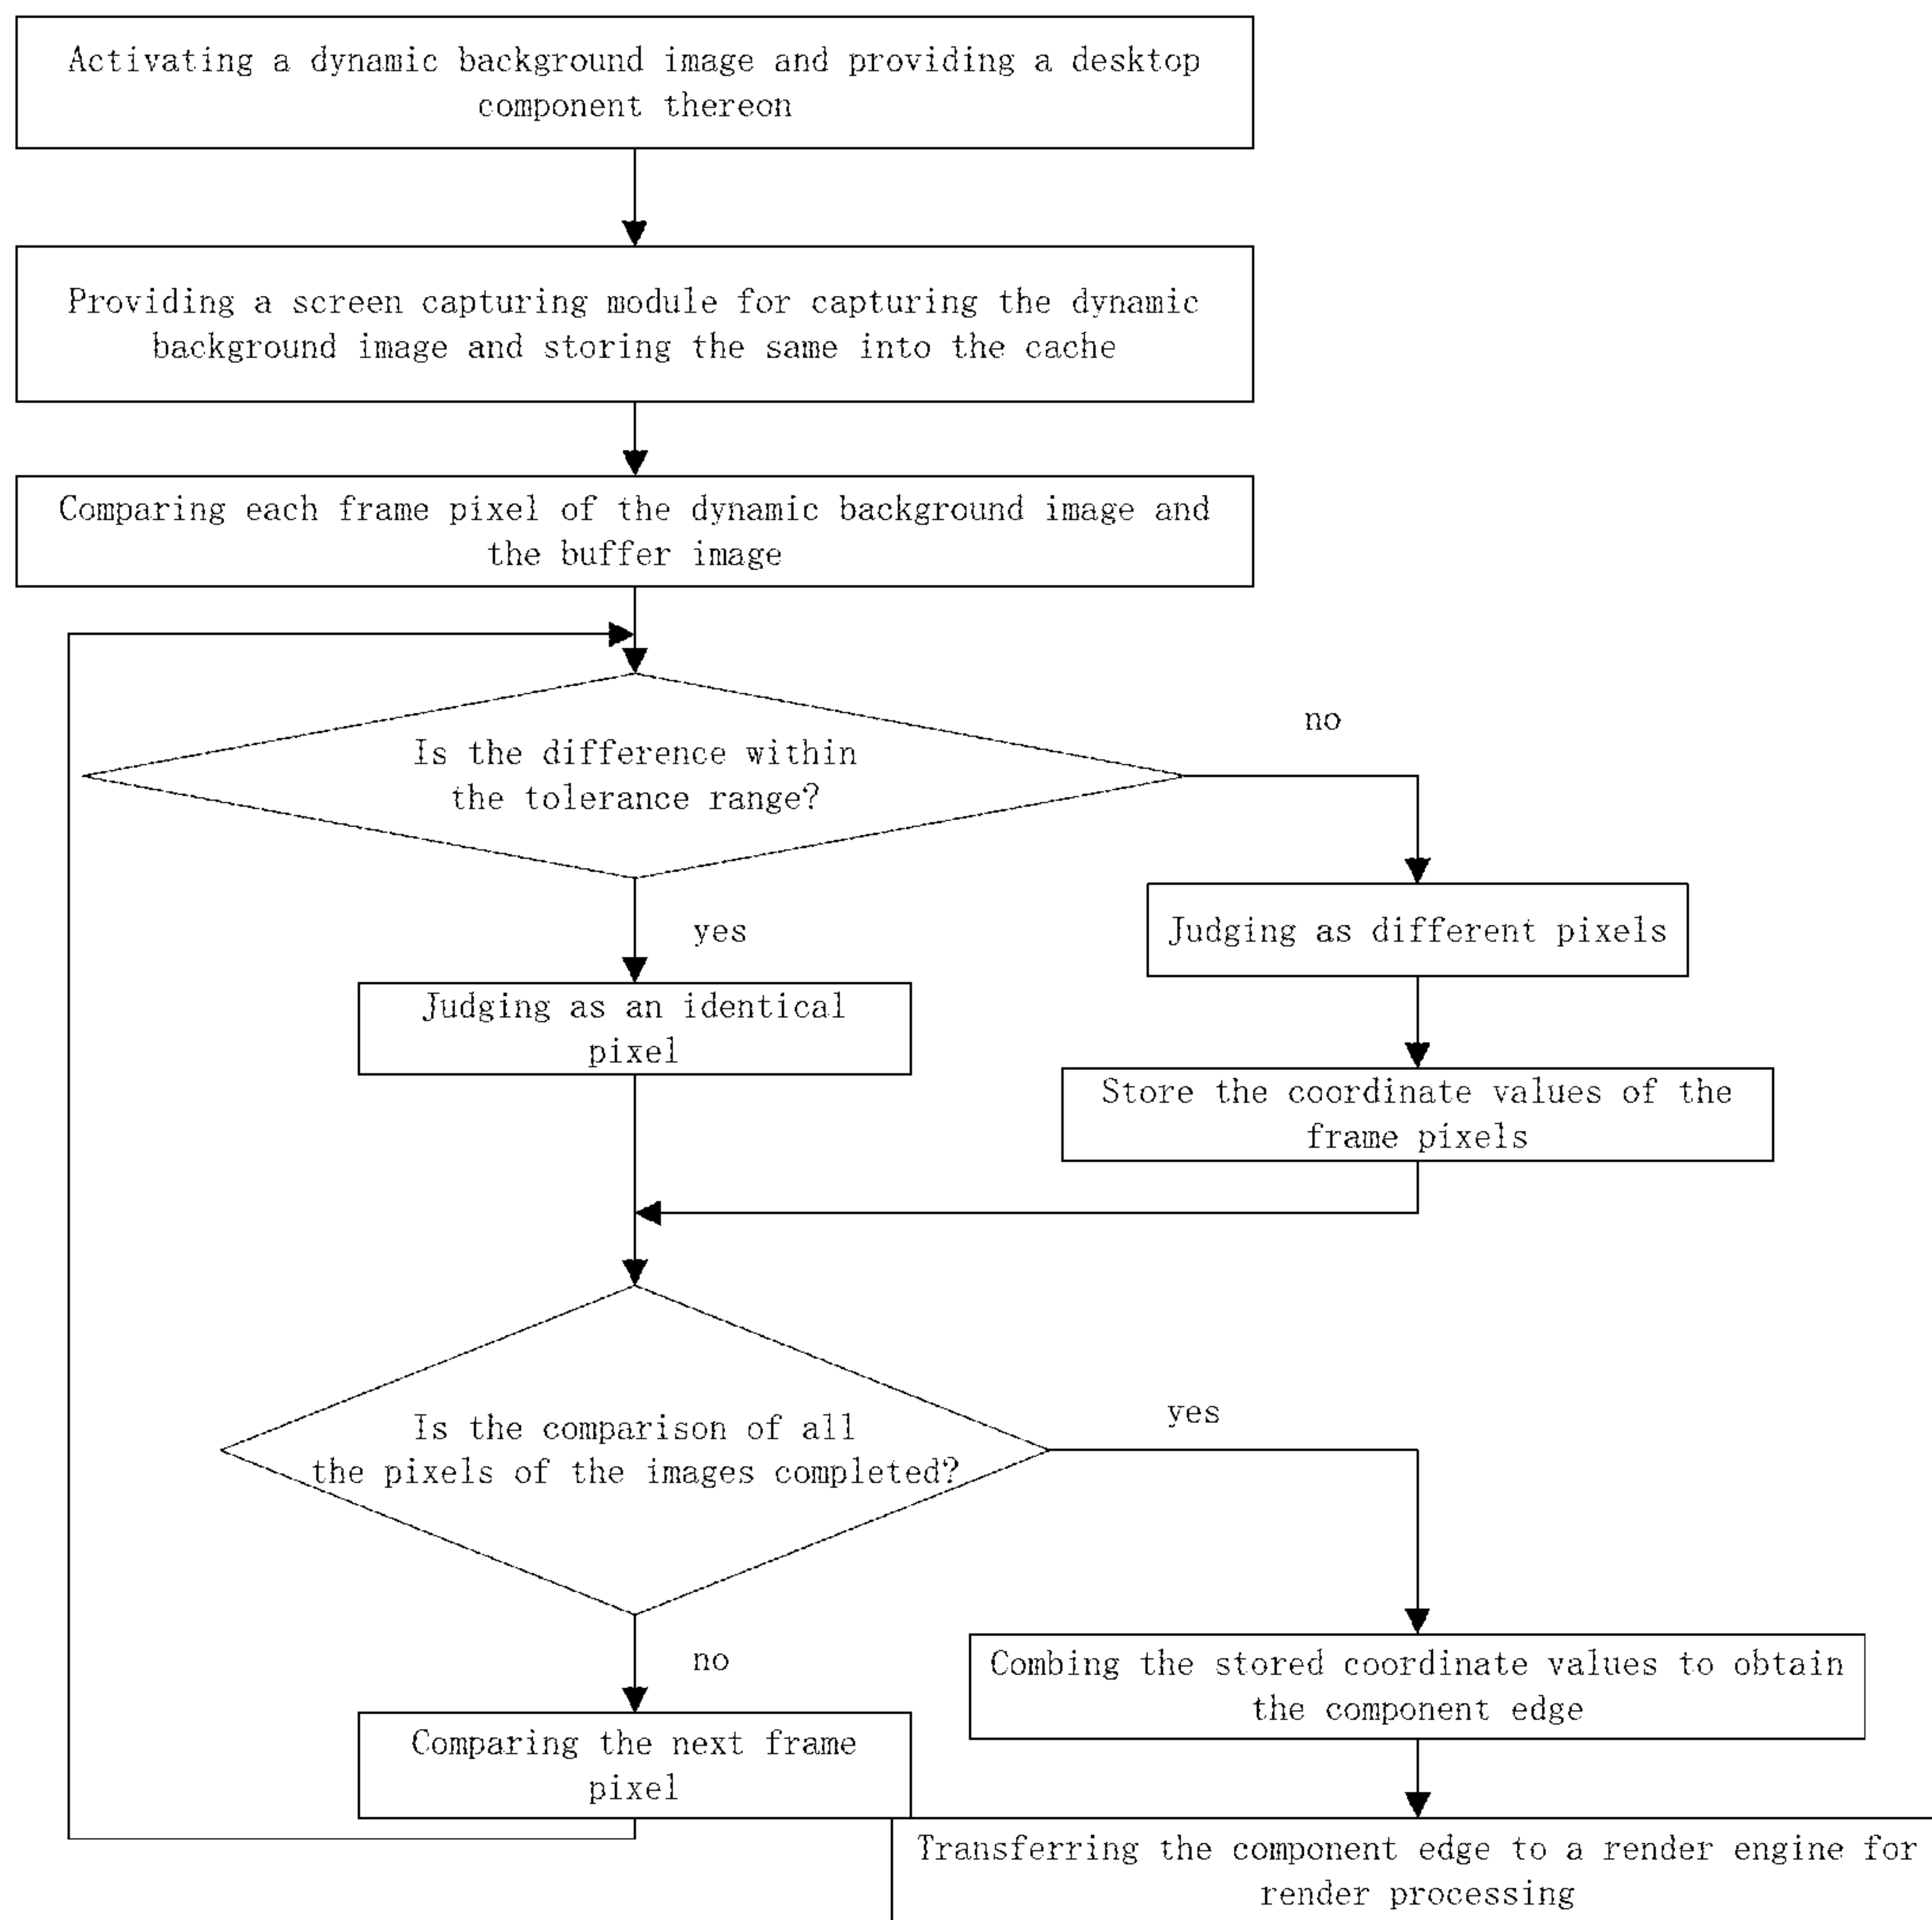 Activating a dynamic background image and providing a desktop
component thereon
Providing a screen capturing module for capturing the dynamic
background image and storing the same into the cache
Comparing each frame pixel of the dynamic background image and
the buffer image
Is the difference within
the tolerance range?
no
yes
Judging as different pixels
Judging as an identical
pixel
Store the coordinate values of the
frame pixels
Is the comparison of all
the pixels of the images completed?
yes
no
Combing the stored coordinate values to obtain
the component edge
Comparing the next frame
pixel
Transferring the component edge to a render engine for
render processing